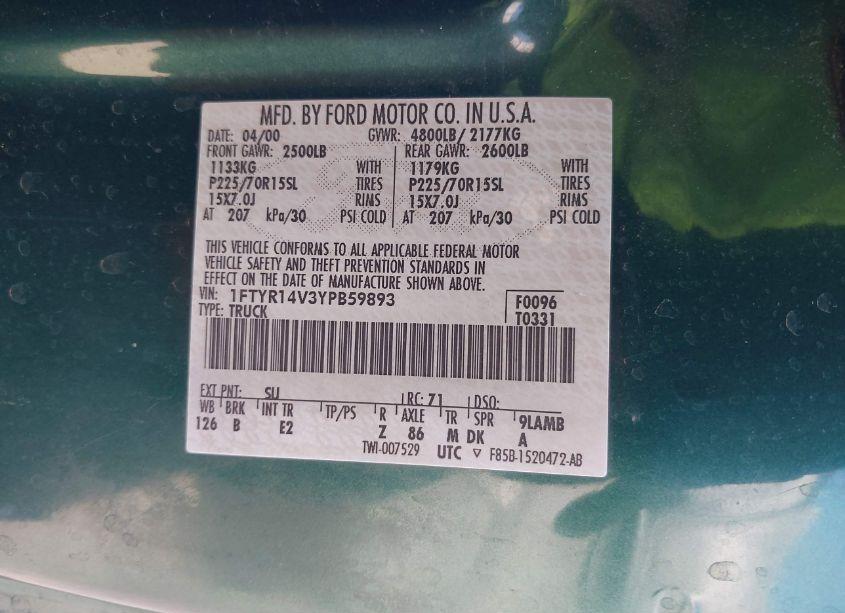 MFD. BY FORD MOTOR CO. IN U.S.A.
DATE: 04/00 GVWR: 4800LB / 2177KG
FRONT GAWR: 2500LB REAR GAWR: 2600LB
1133KG WITH 1179KG WITH
P225/70R15SL TIRES P225/70R15SL TIRES
15X7.0J RIMS 15X7.0J RIMS
AT 207 kPa/30 PSI COLD AT 207 kPa/30 PSI COLD
THIS VEHICLE CONFORMS TO ALL APPLICABLE FEDERAL MOTOR
VEHICLE SAFETY AND THEFT PREVENTION STANDARDS IN
EFFECT ON THE DATE OF MANUFACTURE SHOWN ABOVE.
VIN: 1FTYR14V3YPB59893 F0096
TYPE: TRUCK T0331
EXT PNT: SU RC: 71 DSO:
WB BRK INT TR TP/PS R AXLE TR SPR 9LAMB
126 B E2 Z 86 M DK A
TWI-007529 UTC ▽ F85B-1520472-AB